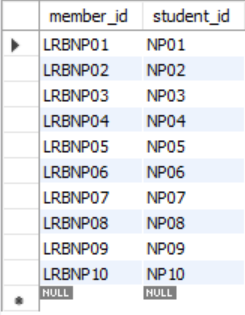 member_id student_id
LRBNP01 NP01
LRBNP02 NP02
LRBNP03 NP03
LRBNP04 NP04
LRBNP05 NP05
LRBNP06 NP06
LRBNP07 NP07
LRBNP08 NP08
LRBNP09 NP09
LRBNP10 NP10
NULL NULL